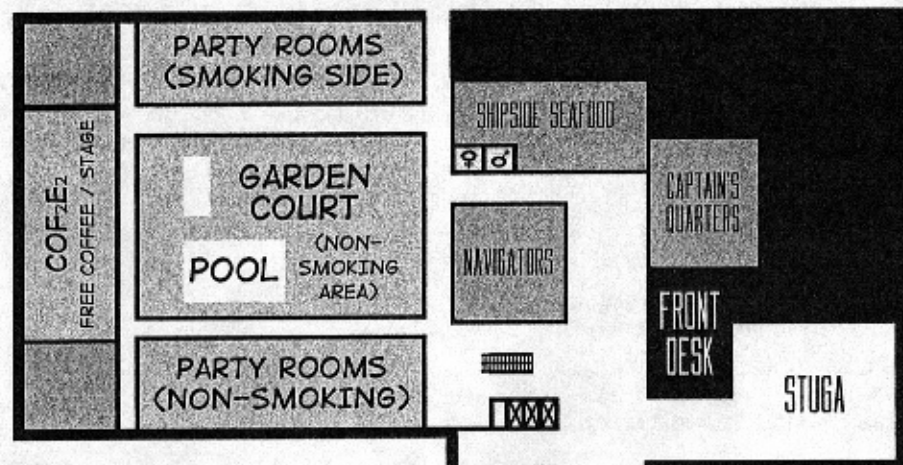 PARTY ROOMS
(SMOKING SIDE)
COF2E2
FREE COFFEE / STAGE
GARDEN
COURT
(NON-
SMOKING
AREA)
POOL
PARTY ROOMS
(NON-SMOKING)
SHIPSIDE SEAFOOD
♀ ♂
NAVIGATORS
CAPTAIN'S
QUARTERS
FRONT
DESK
STUGA